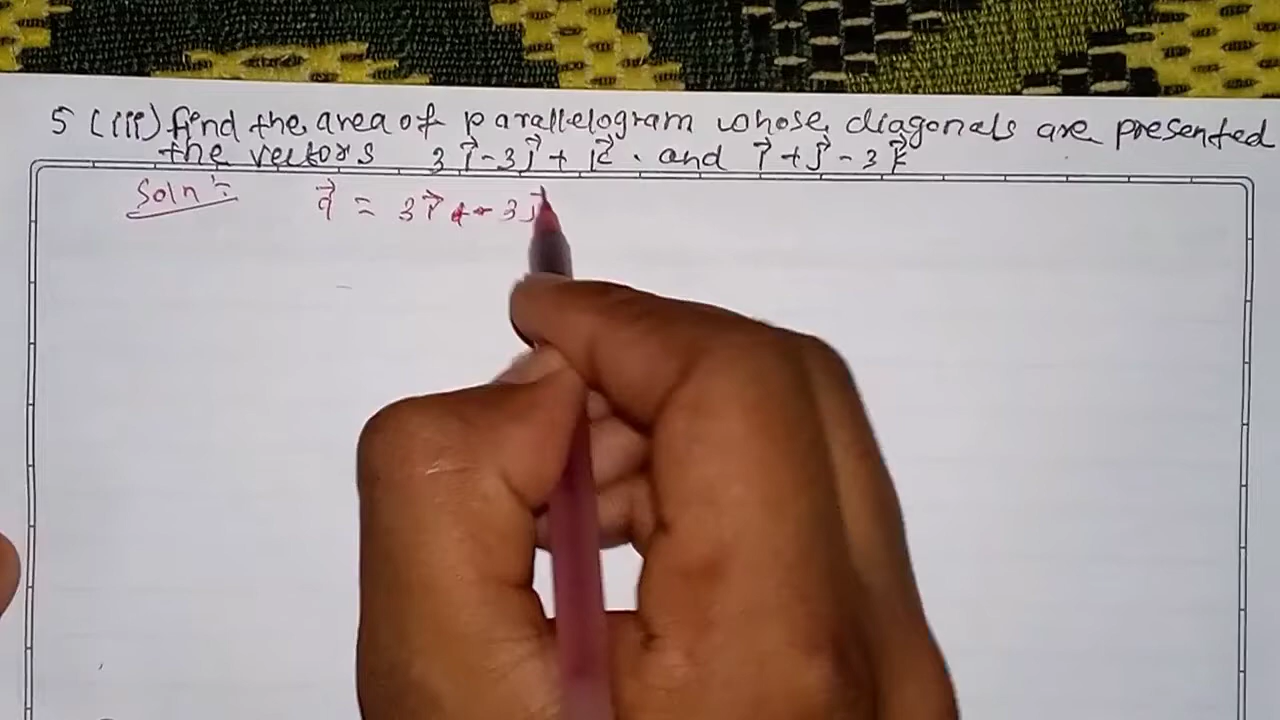 5 (iii) find the area of parallelogram whose diagonals are presented
the vectors 3i⃗ - 3j⃗ + k⃗ . and i⃗ + j⃗ - 3k⃗
Soln :-
d⃗ = 3i⃗ - 3j⃗